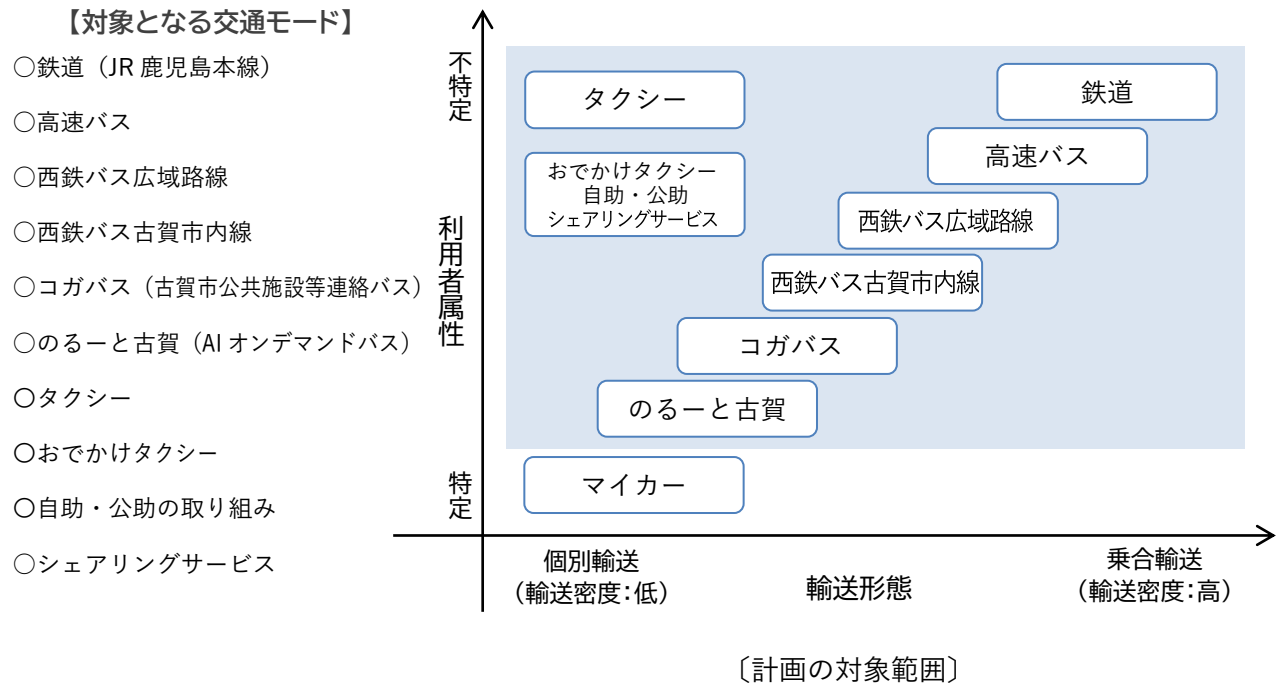 【対象となる交通モード】
○鉄道（JR 鹿児島本線）
○高速バス
○西鉄バス広域路線
○西鉄バス古賀市内線
○コガバス（古賀市公共施設等連絡バス）
○のるーと古賀（AI オンデマンドバス）
○タクシー
○おでかけタクシー
○自助・公助の取り組み
○シェアリングサービス
不特定
利用者属性
特定
タクシー
鉄道
高速バス
おでかけタクシー
自助・公助
シェアリングサービス
西鉄バス広域路線
西鉄バス古賀市内線
コガバス
のるーと古賀
マイカー
個別輸送
（輸送密度：低）
輸送形態
乗合輸送
（輸送密度：高）
〔計画の対象範囲〕